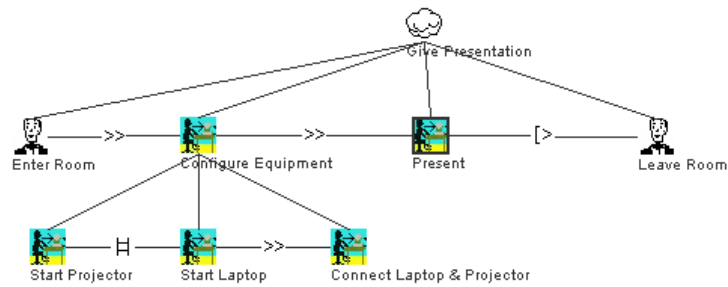 Give Presentation
>> >> [>
Enter Room Configure Equipment Present Leave Room
|=| >>
Start Projector Start Laptop Connect Laptop & Projector